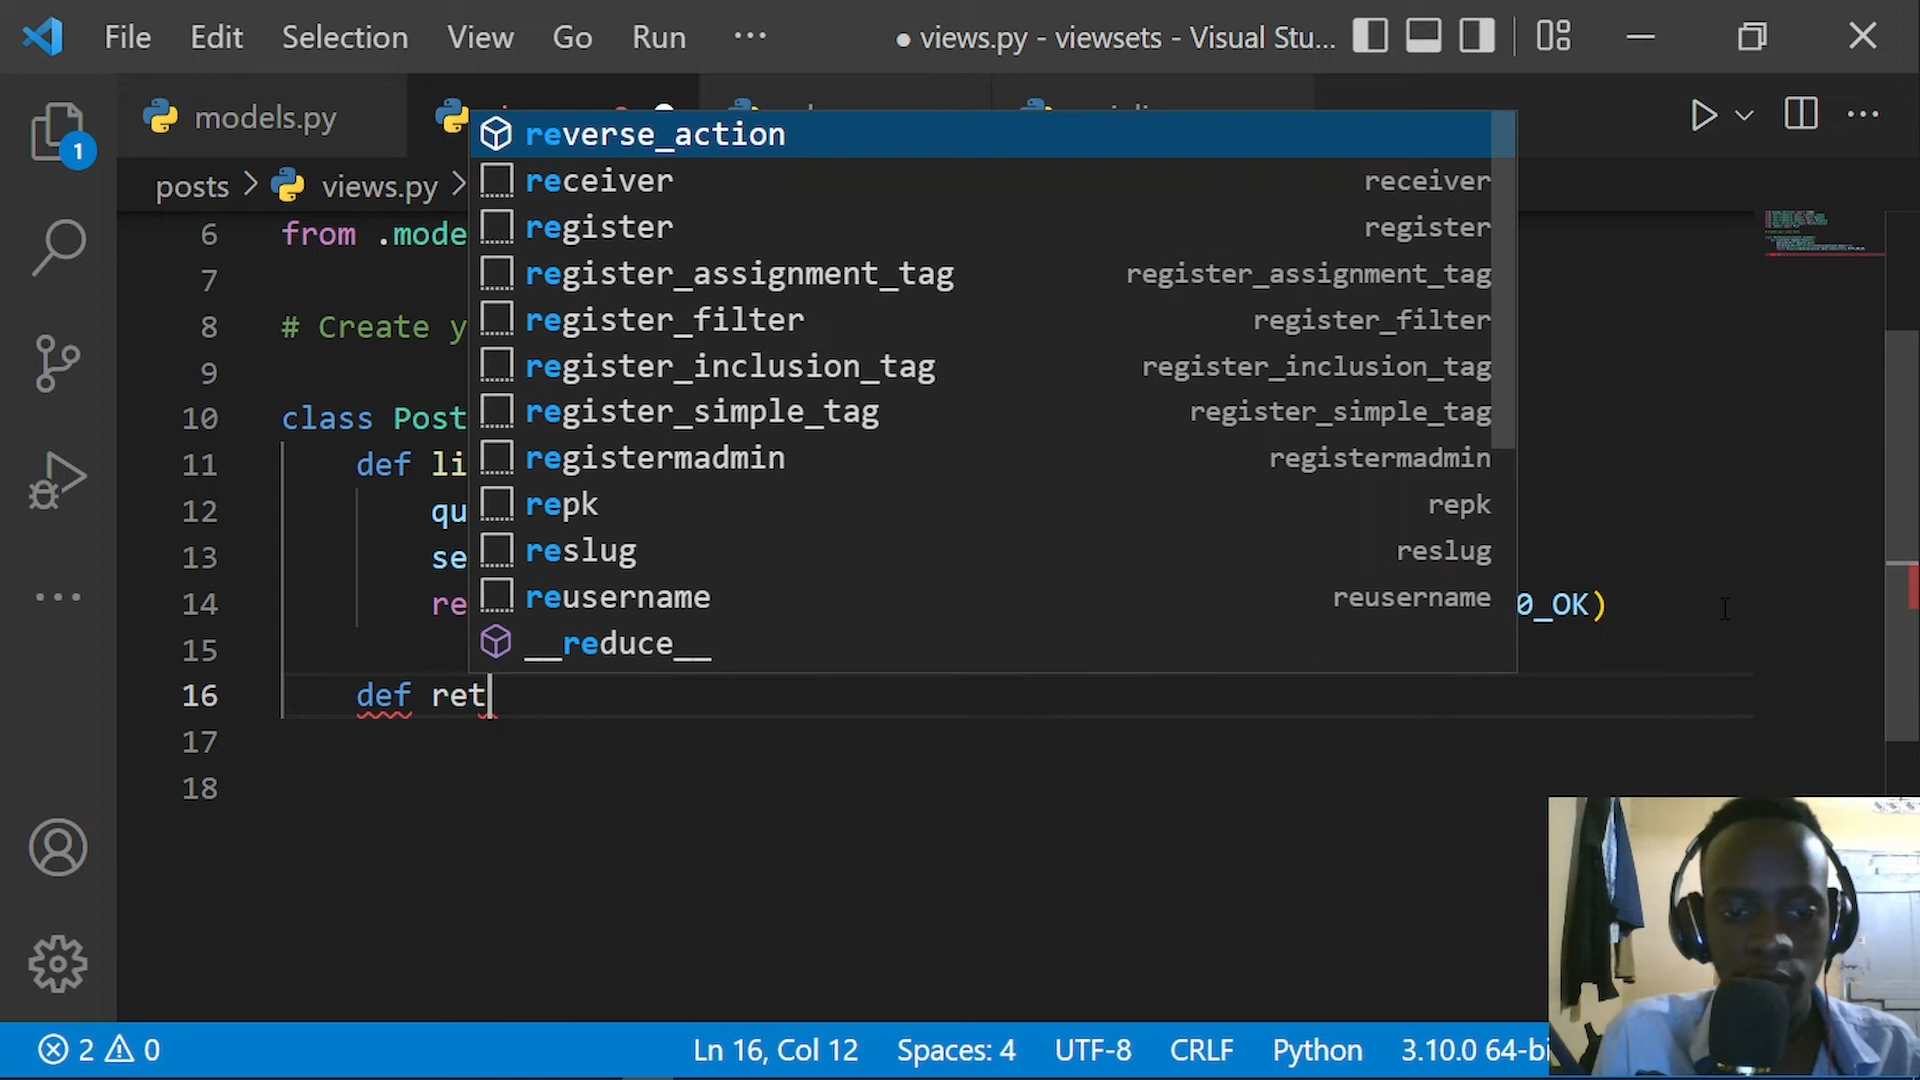 File Edit Selection View Go Run ··· ● views.py - viewsets - Visual Stu...
models.py
posts > views.py >
reverse_action
receiver receiver
register register
register_assignment_tag register_assignment_tag
register_filter register_filter
register_inclusion_tag register_inclusion_tag
register_simple_tag register_simple_tag
registermadmin registermadmin
repk repk
reslug reslug
reusername reusername
__reduce__
1
6 from .mode
7
8 # Create y
9
10 class Post
11 def li
12 qu
13 se
14 re 0_OK)
15
16 def ret
17
18
2 0 Ln 16, Col 12 Spaces: 4 UTF-8 CRLF Python 3.10.0 64-bi